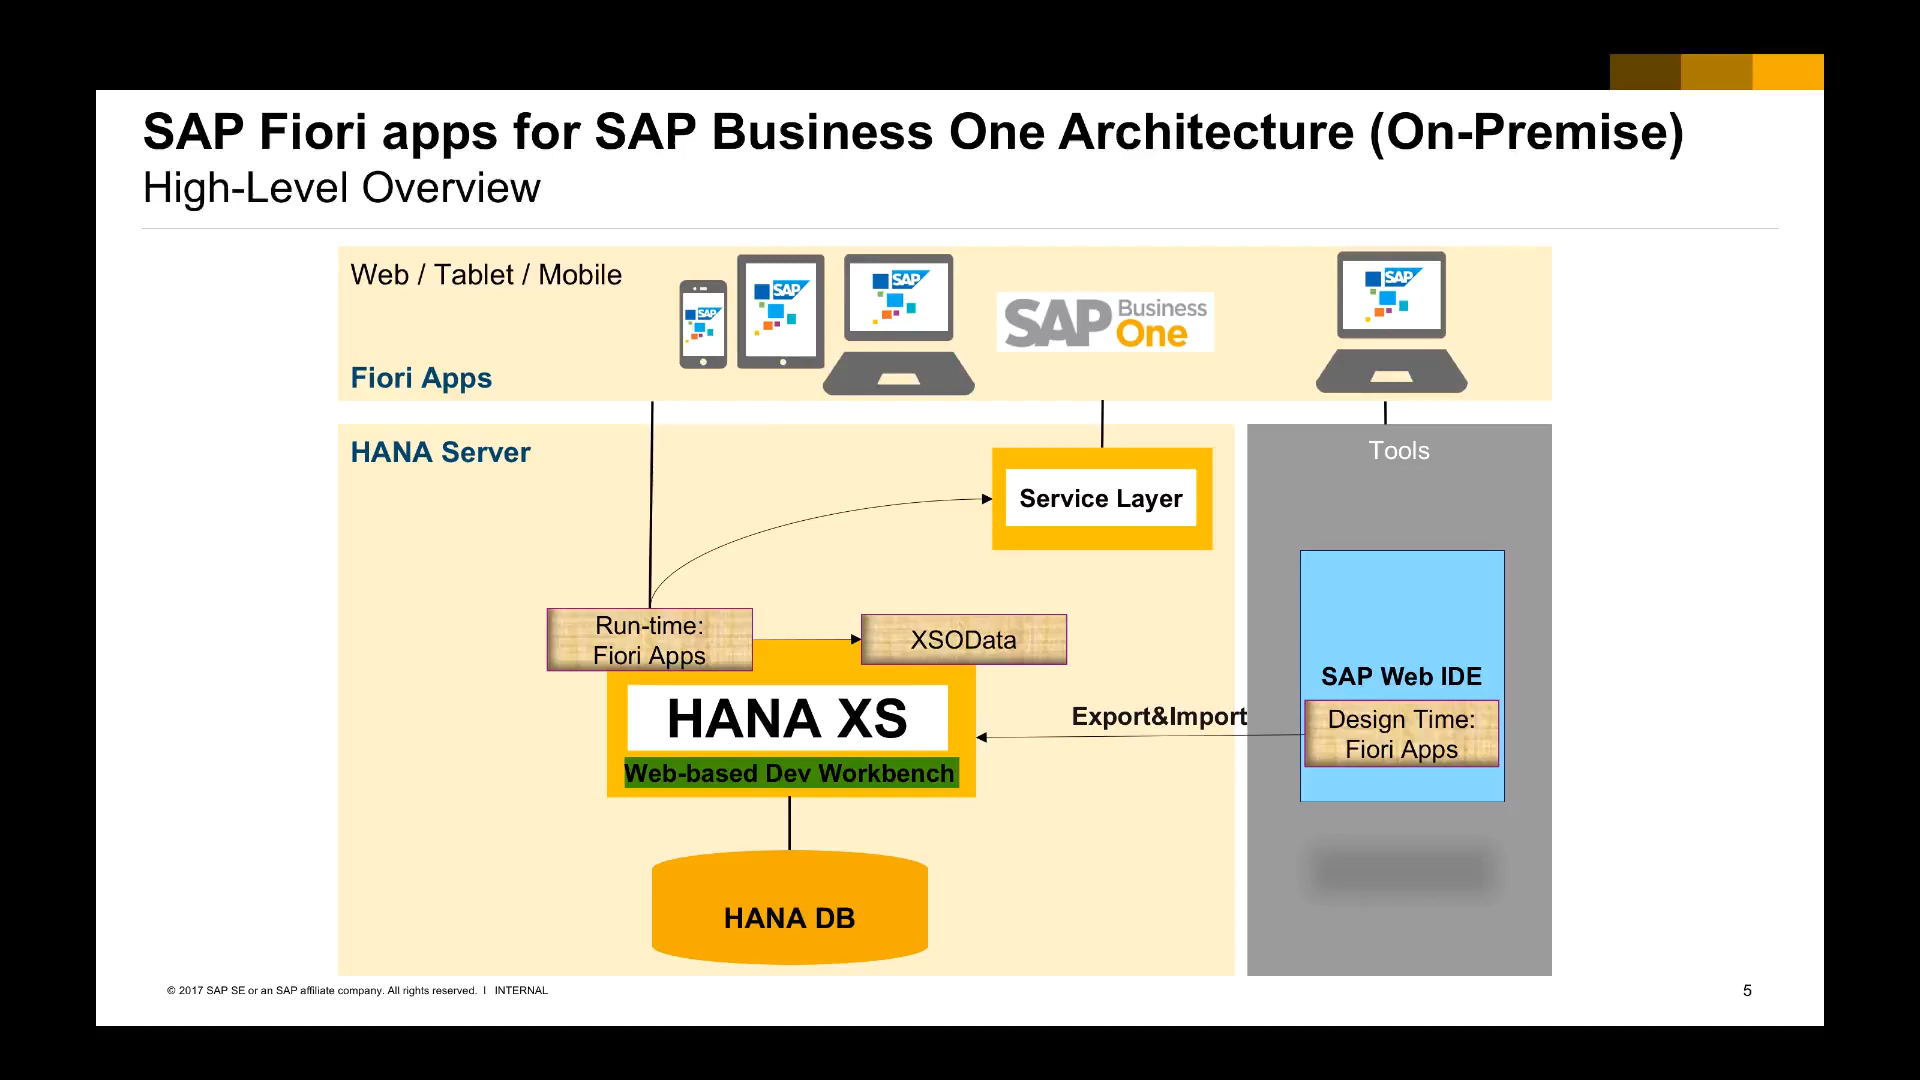 SAP Fiori apps for SAP Business One Architecture (On-Premise)
High-Level Overview
Web / Tablet / Mobile
SAP
SAP
SAP
SAP Business One
SAP
Fiori Apps
HANA Server
Tools
Service Layer
Run-time:
Fiori Apps
XSOData
SAP Web IDE
HANA XS
Export&Import
Design Time:
Fiori Apps
Web-based Dev Workbench
HANA DB
© 2017 SAP SE or an SAP affiliate company. All rights reserved. I INTERNAL
5